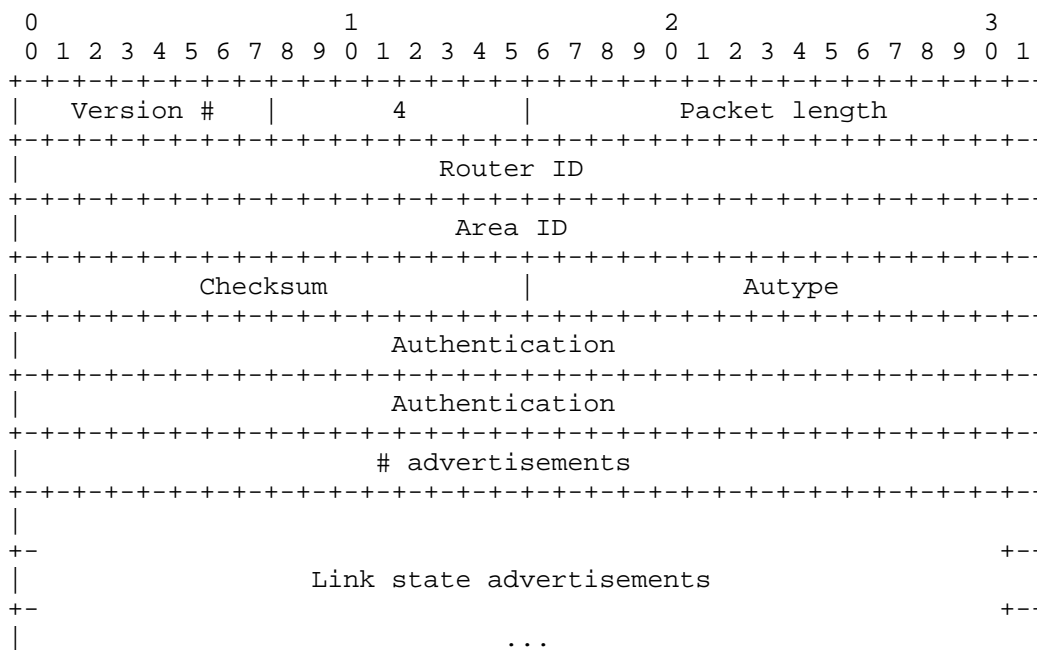 0 1 2 3
0 1 2 3 4 5 6 7 8 9 0 1 2 3 4 5 6 7 8 9 0 1 2 3 4 5 6 7 8 9 0 1
+-+-+-+-+-+-+-+-+-+-+-+-+-+-+-+-+-+-+-+-+-+-+-+-+-+-+-+-+-+-+-+--
| Version # | 4 | Packet length
+-+-+-+-+-+-+-+-+-+-+-+-+-+-+-+-+-+-+-+-+-+-+-+-+-+-+-+-+-+-+-+--
| Router ID
+-+-+-+-+-+-+-+-+-+-+-+-+-+-+-+-+-+-+-+-+-+-+-+-+-+-+-+-+-+-+-+--
| Area ID
+-+-+-+-+-+-+-+-+-+-+-+-+-+-+-+-+-+-+-+-+-+-+-+-+-+-+-+-+-+-+-+--
| Checksum | Autype
+-+-+-+-+-+-+-+-+-+-+-+-+-+-+-+-+-+-+-+-+-+-+-+-+-+-+-+-+-+-+-+--
| Authentication
+-+-+-+-+-+-+-+-+-+-+-+-+-+-+-+-+-+-+-+-+-+-+-+-+-+-+-+-+-+-+-+--
| Authentication
+-+-+-+-+-+-+-+-+-+-+-+-+-+-+-+-+-+-+-+-+-+-+-+-+-+-+-+-+-+-+-+--
| # advertisements
+-+-+-+-+-+-+-+-+-+-+-+-+-+-+-+-+-+-+-+-+-+-+-+-+-+-+-+-+-+-+-+--
|
+- +--
| Link state advertisements
+- +--
| ...